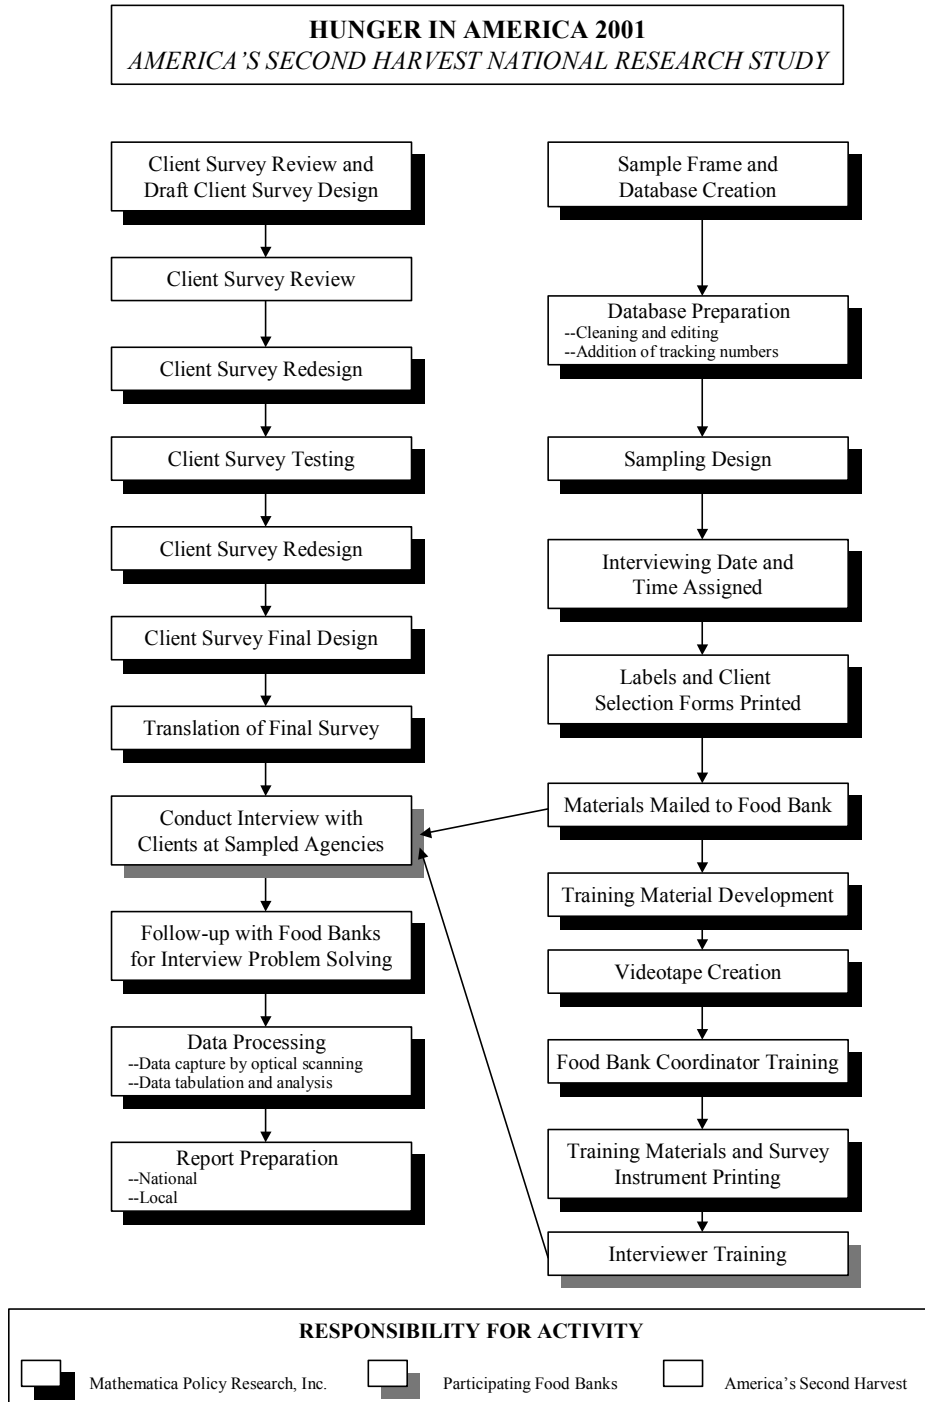 HUNGER IN AMERICA 2001
AMERICA'S SECOND HARVEST NATIONAL RESEARCH STUDY
Client Survey Review and
Draft Client Survey Design
Client Survey Review
Client Survey Redesign
Client Survey Testing
Client Survey Redesign
Client Survey Final Design
Translation of Final Survey
Conduct Interview with
Clients at Sampled Agencies
Follow-up with Food Banks
for Interview Problem Solving
Data Processing
--Data capture by optical scanning
--Data tabulation and analysis
Report Preparation
--National
--Local
Sample Frame and
Database Creation
Database Preparation
--Cleaning and editing
--Addition of tracking numbers
Sampling Design
Interviewing Date and
Time Assigned
Labels and Client
Selection Forms Printed
Materials Mailed to Food Bank
Training Material Development
Videotape Creation
Food Bank Coordinator Training
Training Materials and Survey
Instrument Printing
Interviewer Training
RESPONSIBILITY FOR ACTIVITY
Mathematica Policy Research, Inc.
Participating Food Banks
America's Second Harvest